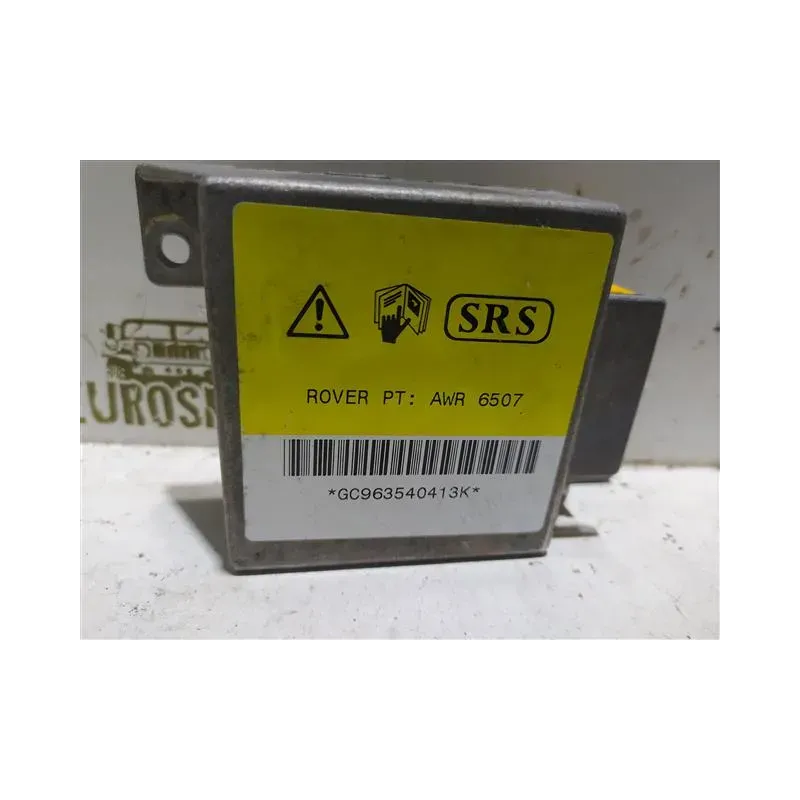 SRS
ROVER PT: AWR 6507
*GC963540413K*